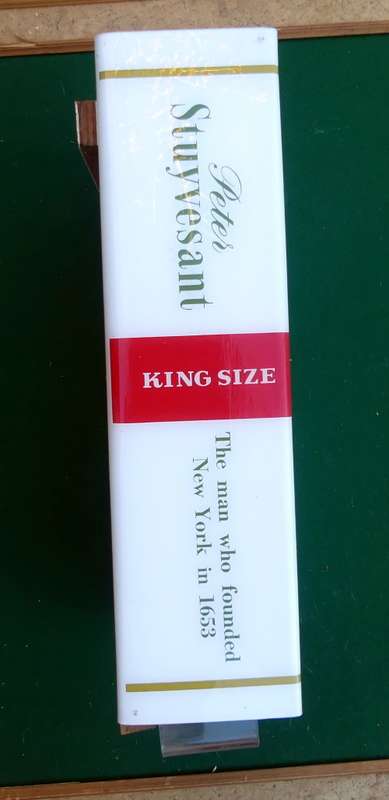 Peter
Stuyvesant
KING SIZE
The man who founded
New York in 1653